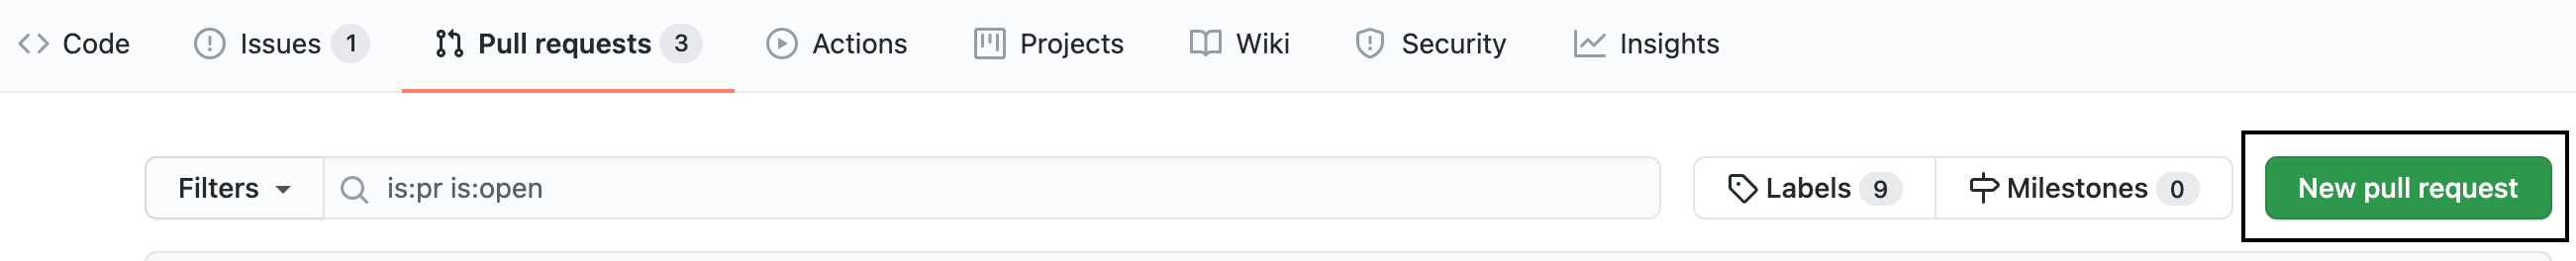 Code Issues 1 Pull requests 3 Actions Projects Wiki Security Insights
Filters is:pr is:open Labels 9 Milestones 0 New pull request